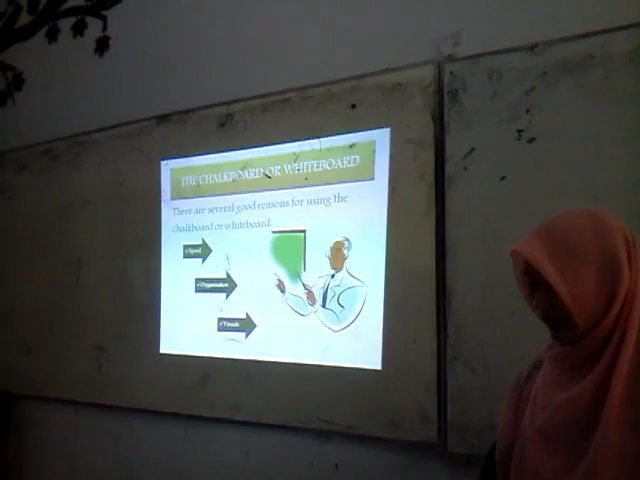 THE CHALKBOARD OR WHITEBOARD
There are several good reasons for using the
chalkboard or whiteboard.
✓Speed
✓Organization
✓Visuals